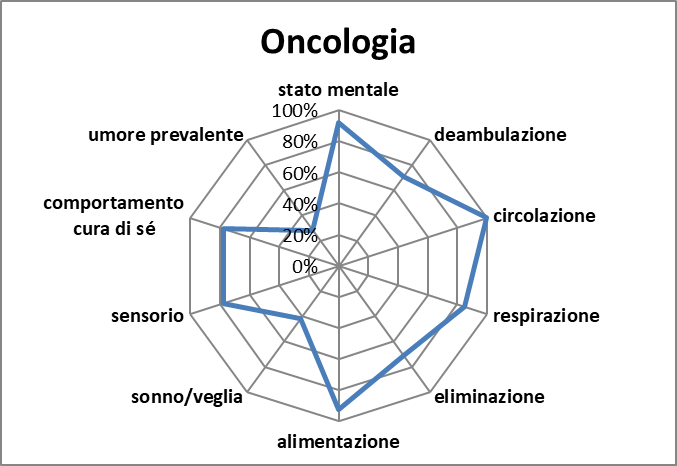 Oncologia
stato mentale
100%
umore prevalente
deambulazione
80%
60%
comportamento
cura di sé
40%
circolazione
20%
0%
sensorio
respirazione
sonno/veglia
eliminazione
alimentazione